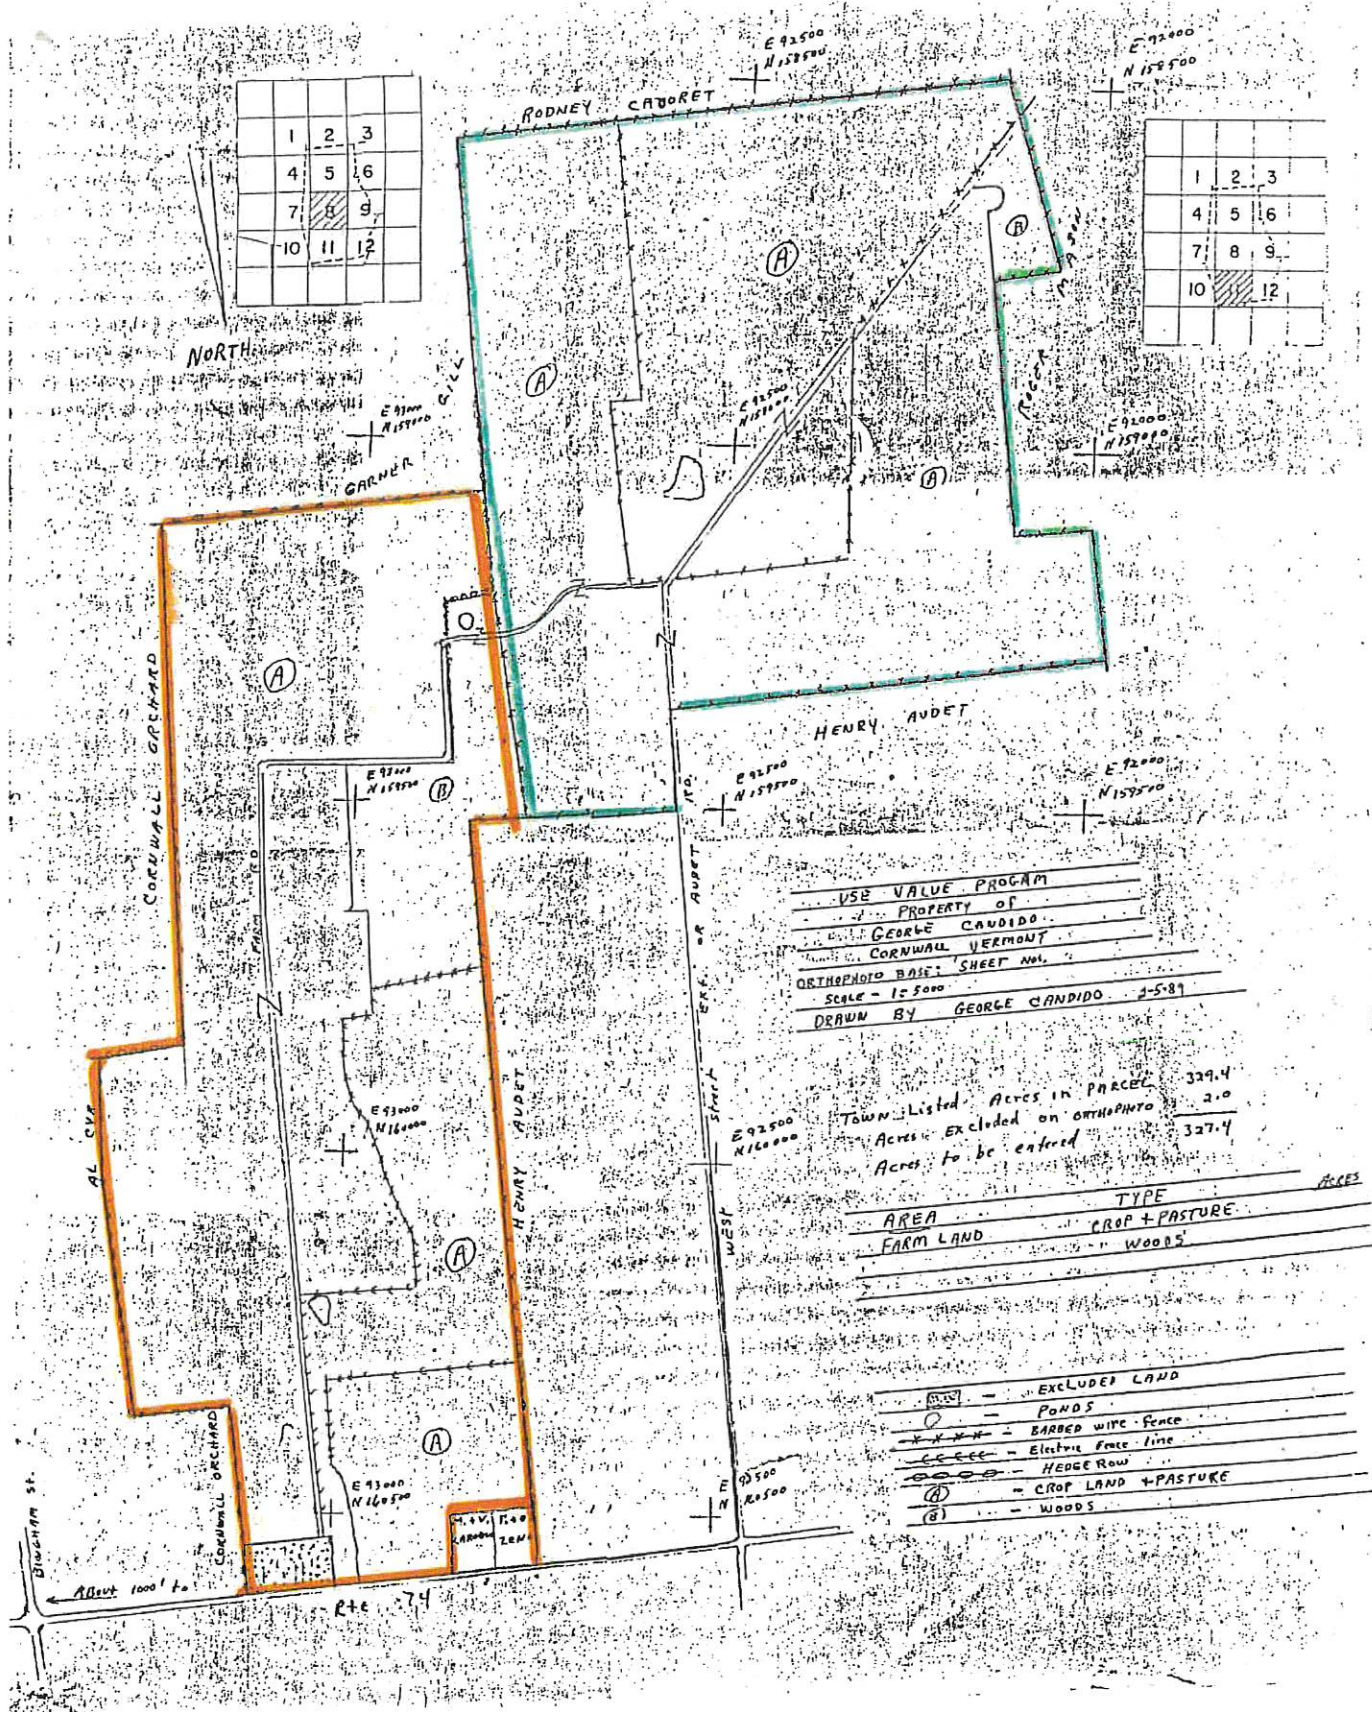 E 92500
N 158500
E 92000
N 158500
RODNEY CADORET
1 2 3
4 5 6
7 8 9
10 11 12
1 2 3
4 5 6
7 8 9
10 12
NORTH
A
A
A
A
GILL
GARNER
ROGER MASON
E 93000
N 159000
E 92500
N 159000
E 92000
N 159000
CORNWALL ORCHARD
A
B
HENRY AUDET
E 93000
N 159500
E 92500
N 159500
E 92000
N 159500
FARM RD
WEST Street EXT. OR AUDET RD.
USE VALUE PROGAM
PROPERTY OF
GEORGE CANDIDO
CORNWALL VERMONT
ORTHOPHOTO BASE: SHEET Nos.
SCALE - 1:5000
DRAWN BY GEORGE CANDIDO 2-5-89
TOWN Listed Acres in PARCEL 329.4
Acres Excluded on ORTHOPHOTO 2.0
Acres to be entered 327.4
AL CYR
HENRY AUDET
E 93000
N 160000
E 92500
N 160000
AREA TYPE ACRES
FARM LAND CROP + PASTURE
WOODS
A
A
- EXCLUDED LAND
- PONDS
- BARBED wire fence
- Electric Fence line
- HEDGE ROW
A - CROP LAND + PASTURE
B - WOODS
CORNWALL ORCHARD
E 93000
N 160500
BINGHAM St.
ABout 1000' to
Rte 74